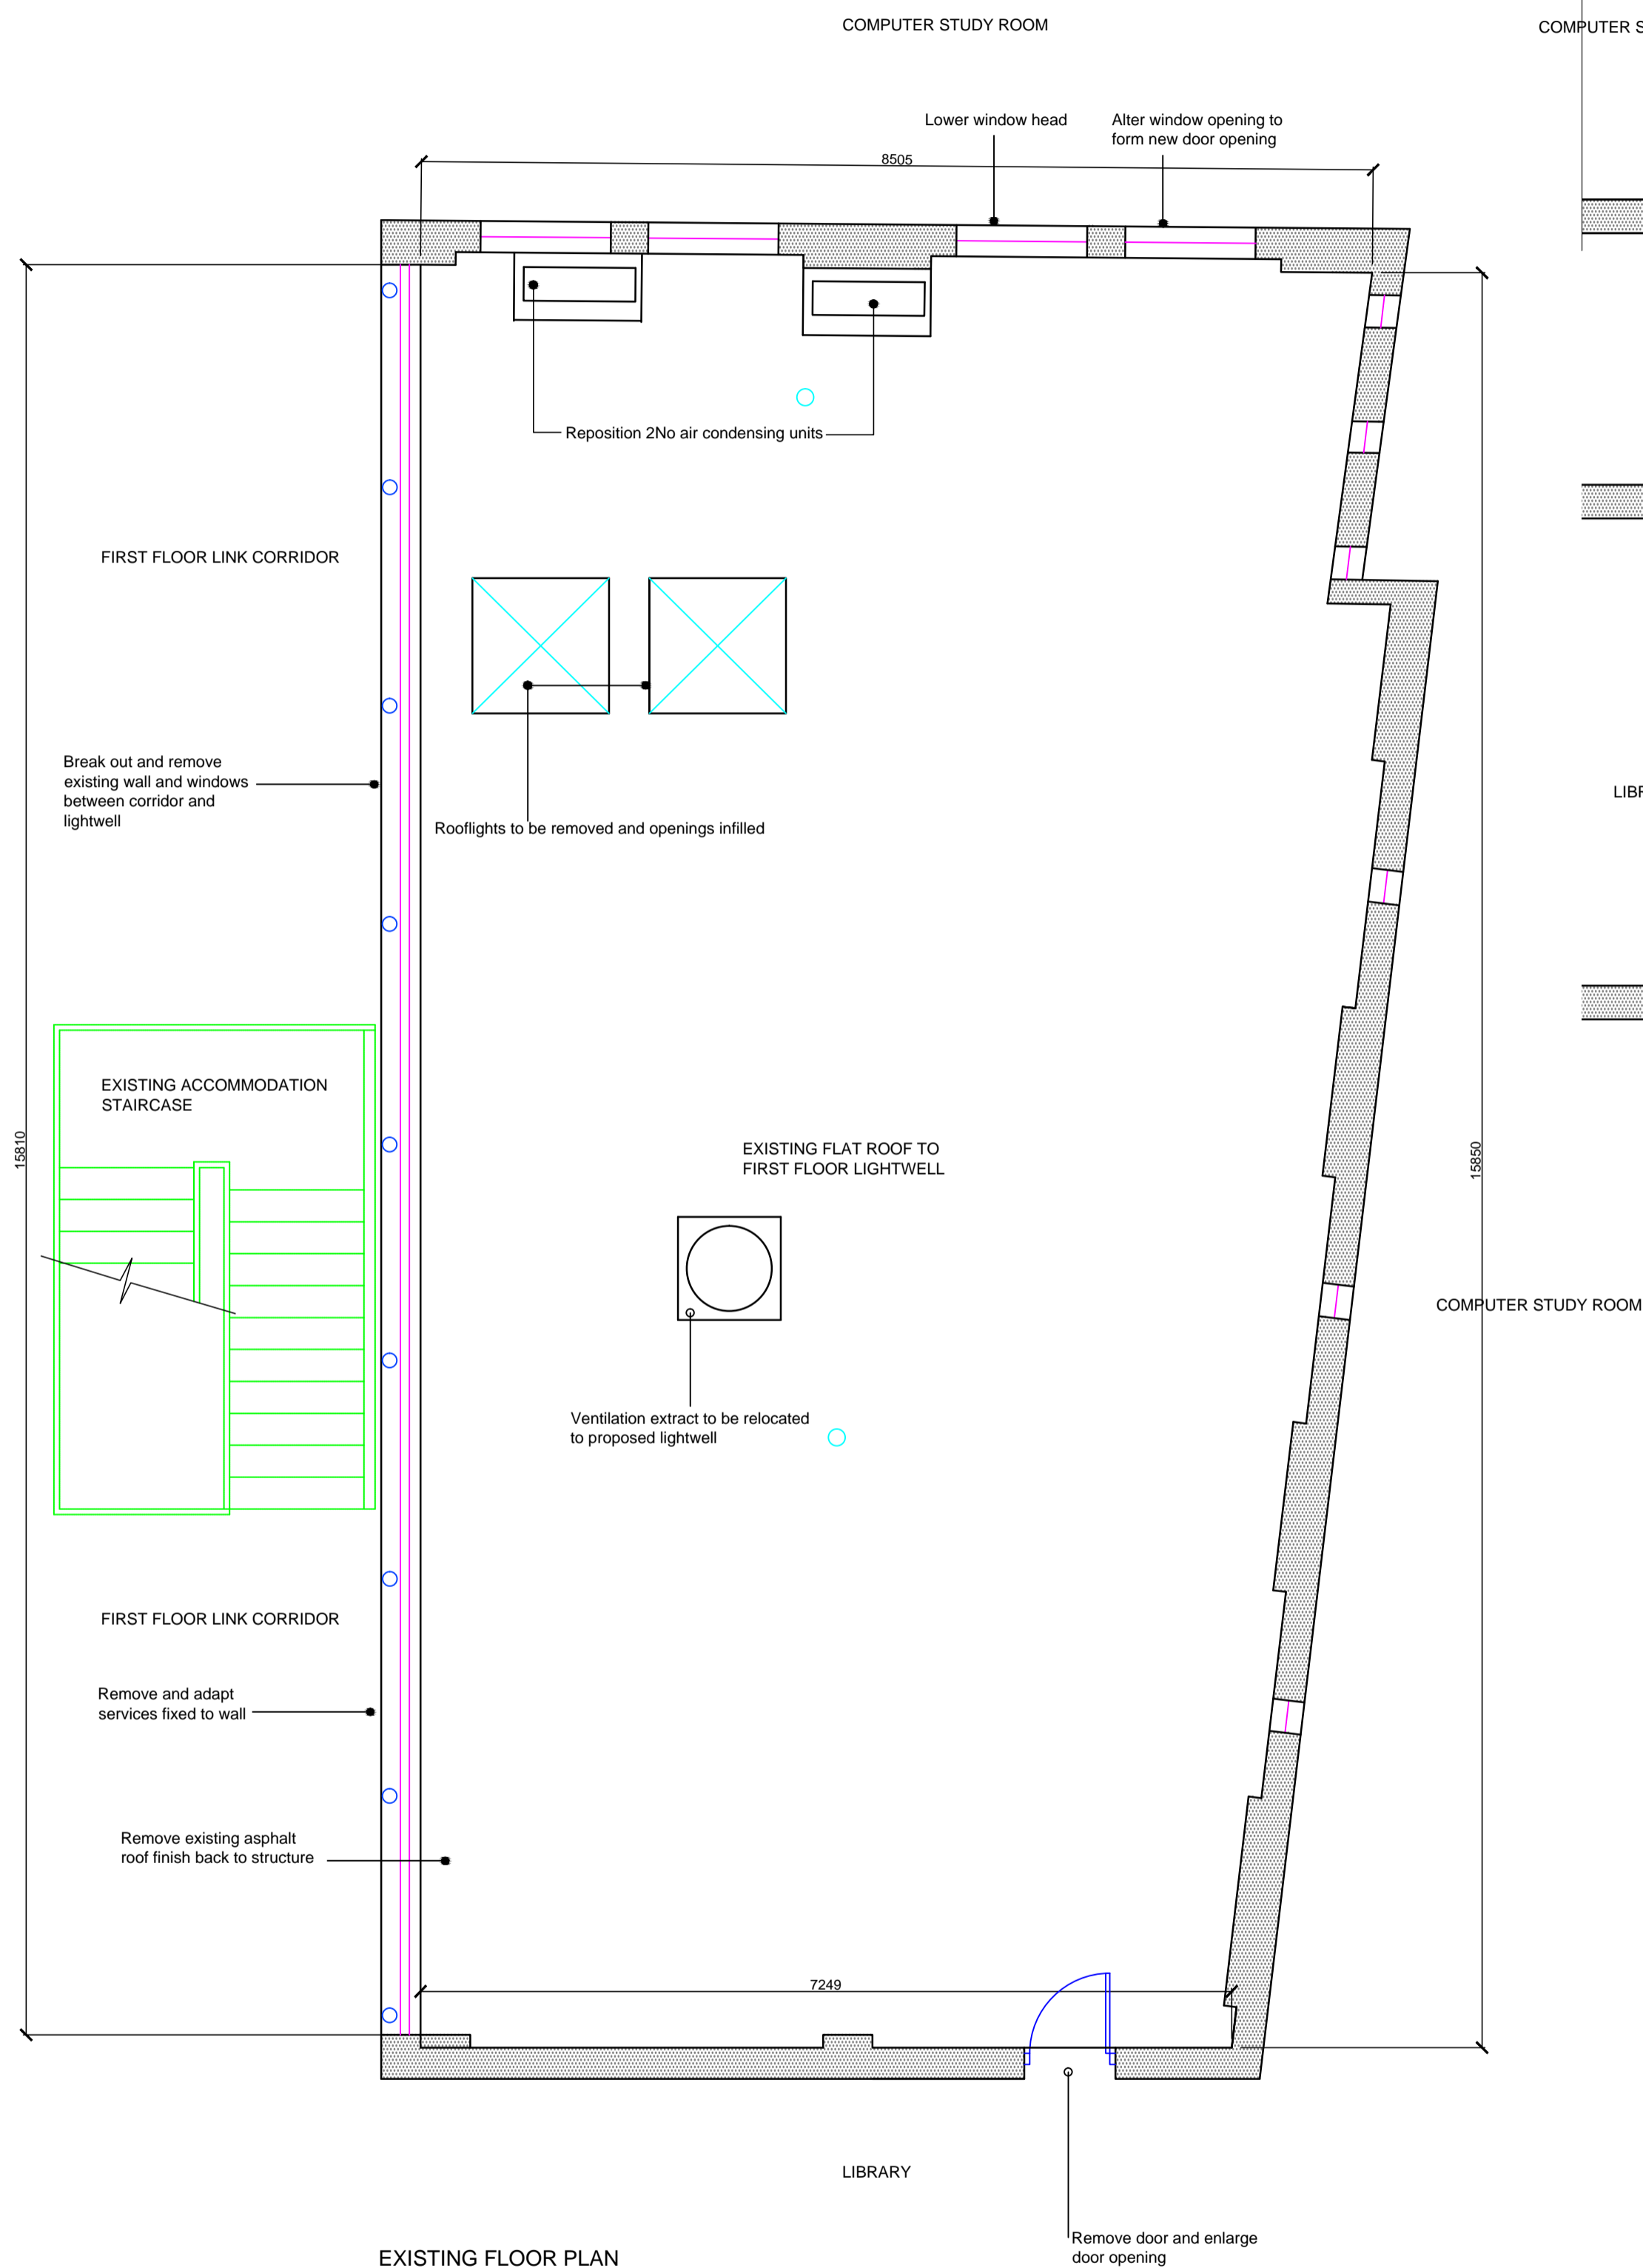 COMPUTER STUDY ROOM
COMPUTER S
Lower window head
Alter window opening to
form new door opening
8505
Reposition 2No air condensing units
FIRST FLOOR LINK CORRIDOR
Break out and remove
existing wall and windows
between corridor and
lightwell
LIBR
Rooflights to be removed and openings infilled
EXISTING ACCOMMODATION
STAIRCASE
15810
EXISTING FLAT ROOF TO
FIRST FLOOR LIGHTWELL
15850
COMPUTER STUDY ROOM
Ventilation extract to be relocated
to proposed lightwell
FIRST FLOOR LINK CORRIDOR
Remove and adapt
services fixed to wall
Remove existing asphalt
roof finish back to structure
7249
LIBRARY
Remove door and enlarge
door opening
EXISTING FLOOR PLAN